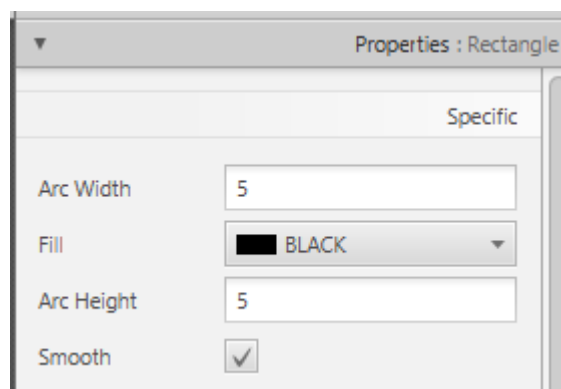 Properties : Rectangle
Specific
Arc Width 5
Fill BLACK
Arc Height 5
Smooth